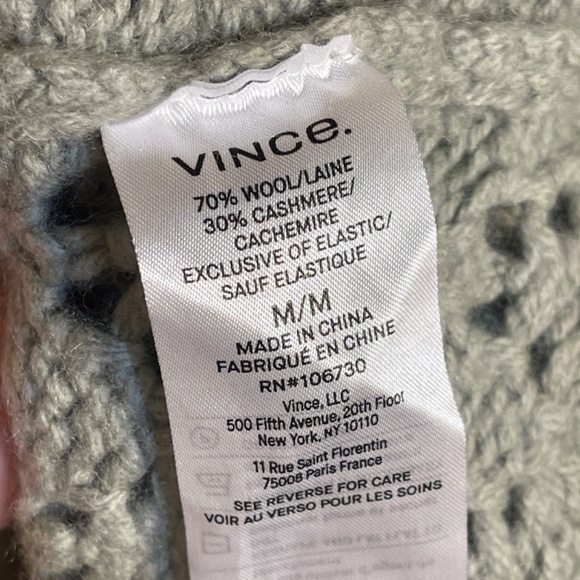 VINCE.
70% WOOL/LAINE
30% CASHMERE/
CACHEMIRE
EXCLUSIVE OF ELASTIC/
SAUF ELASTIQUE
M/M
MADE IN CHINA
FABRIQUÉ EN CHINE
RN#106730
Vince, LLC
500 Fifth Avenue, 20th Floor
New York, NY 10110
11 Rue Saint Florentin
75008 Paris France
SEE REVERSE FOR CARE
VOIR AU VERSO POUR LES SOINS